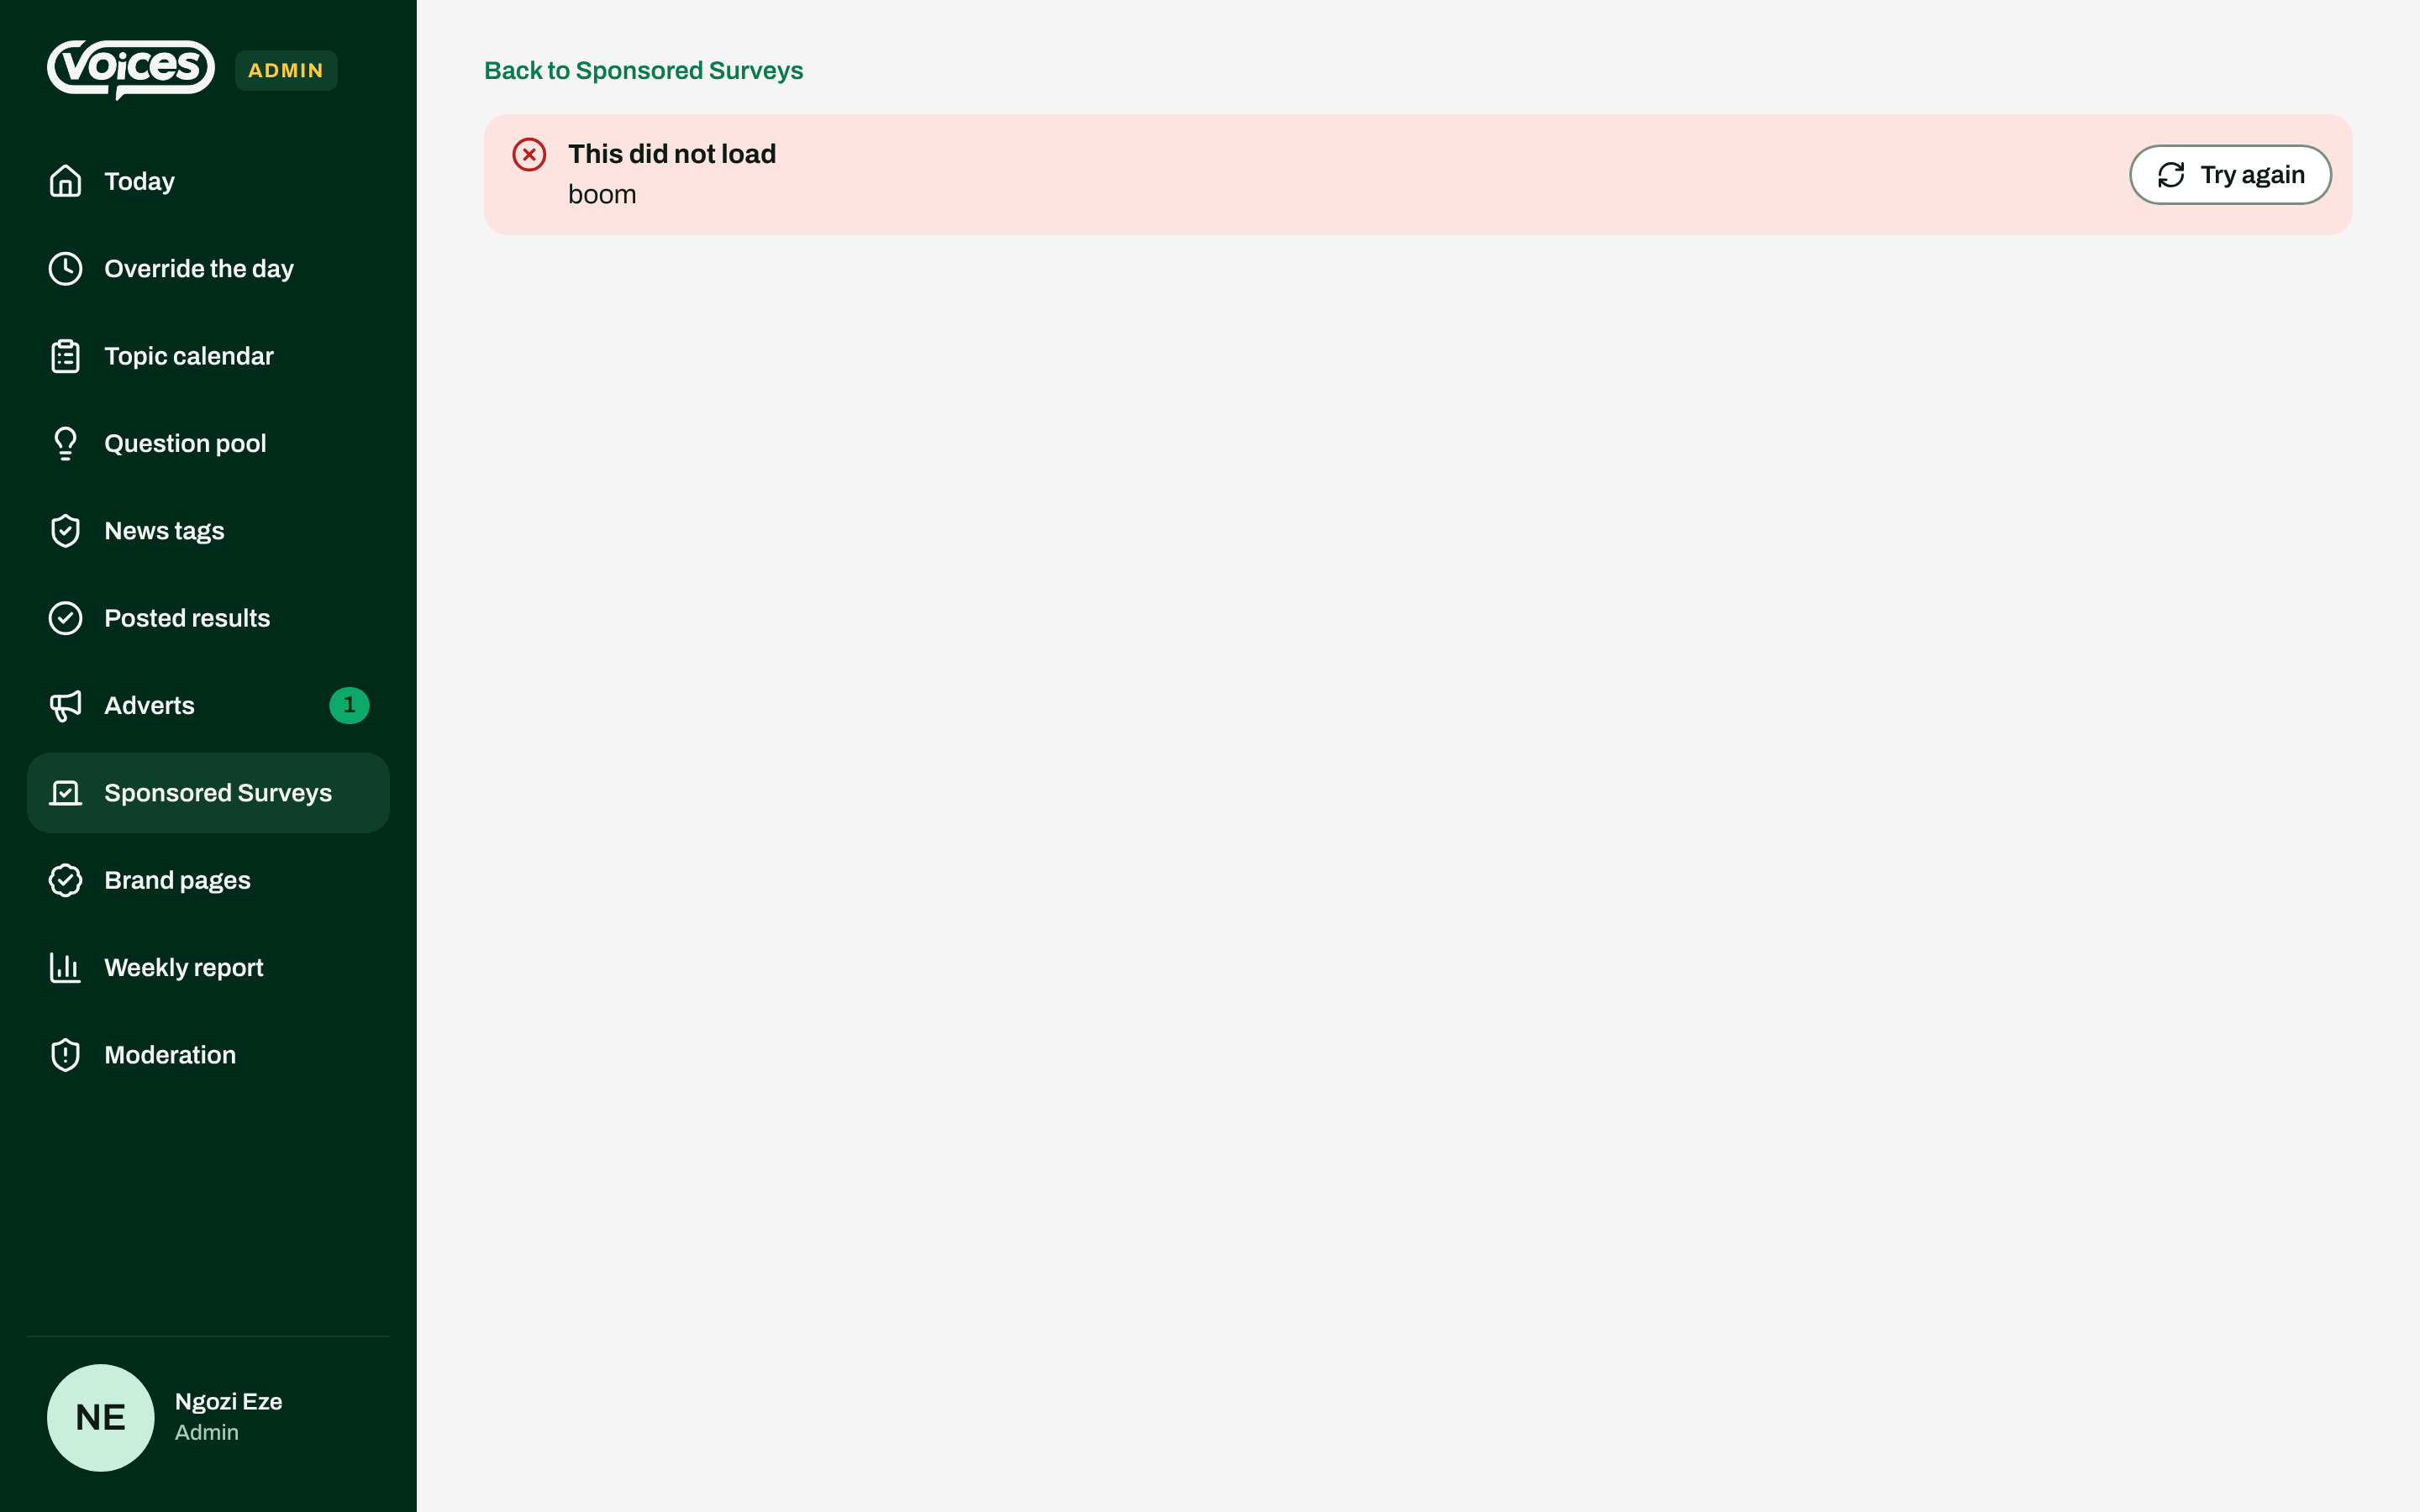 Voices
ADMIN
Today
Override the day
Topic calendar
Question pool
News tags
Posted results
Adverts
1
Sponsored Surveys
Brand pages
Weekly report
Moderation
NE
Ngozi Eze
Admin
Back to Sponsored Surveys
This did not load
boom
Try again